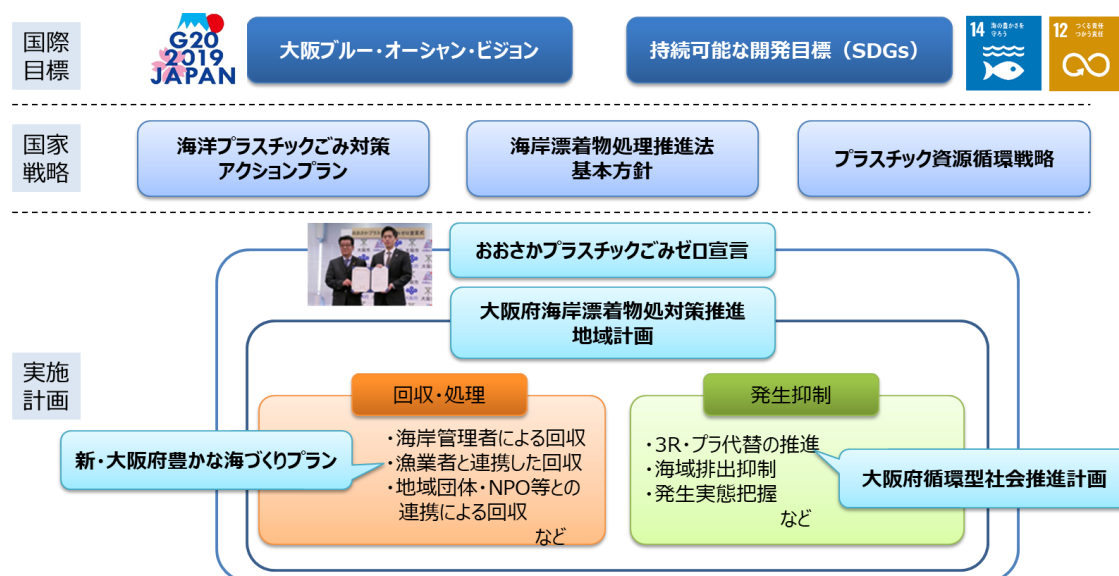 国際
目標
G20
2019
JAPAN
大阪ブルー・オーシャン・ビジョン
持続可能な開発目標（SDGs）
14 海の豊かさを
守ろう
12 つくる責任
つかう責任
国家
戦略
海洋プラスチックごみ対策
アクションプラン
海岸漂着物処理推進法
基本方針
プラスチック資源循環戦略
おおさかプラスチックごみゼロ宣言
大阪府海岸漂着物処対策推進
地域計画
実施
計画
回収・処理
・海岸管理者による回収
・漁業者と連携した回収
・地域団体・NPO等との
連携による回収
など
新・大阪府豊かな海づくりプラン
発生抑制
・3R・プラ代替の推進
・海域排出抑制
・発生実態把握
など
大阪府循環型社会推進計画